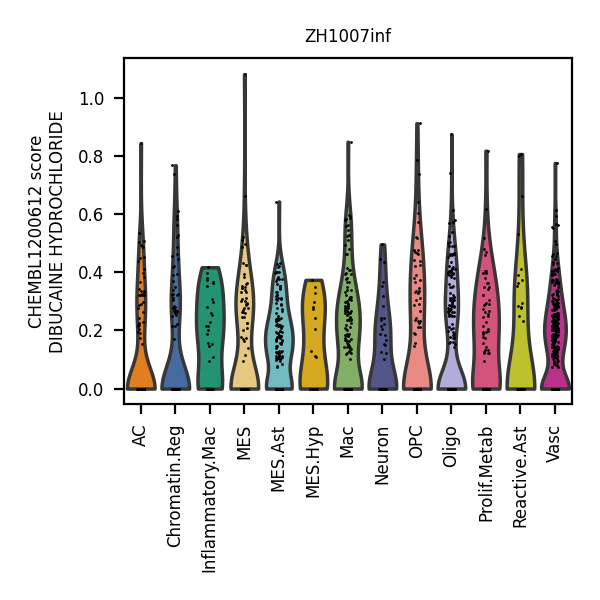 ZH1007inf
CHEMBL1200612 score
DIBUCAINE HYDROCHLORIDE
1.0
0.8
0.6
0.4
0.2
0.0
AC
Chromatin.Reg
Inflammatory.Mac
MES
MES.Ast
MES.Hyp
Mac
Neuron
OPC
Oligo
Prolif.Metab
Reactive.Ast
Vasc